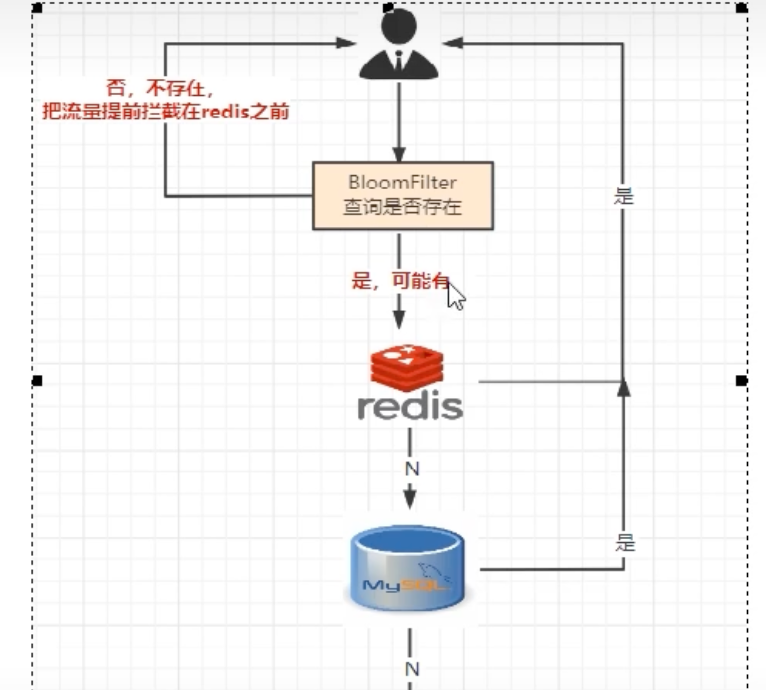 否，不存在，
把流量提前拦截在redis之前
BloomFilter
查询是否存在
是
是，可能有
redis
N
是
MySQL
N